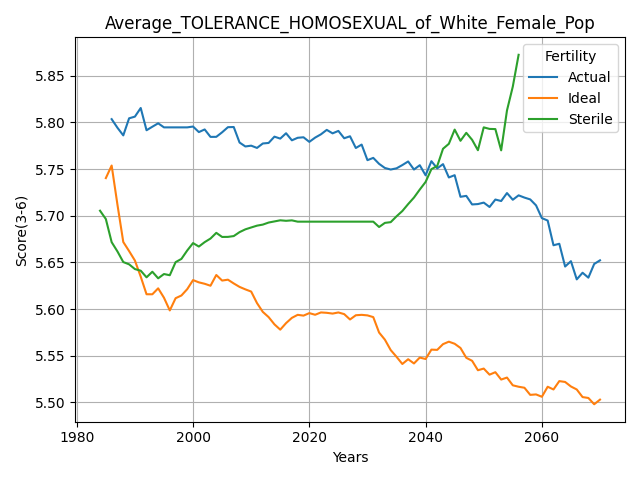 Average_TOLERANCE_HOMOSEXUAL_of_White_Female_Pop
Fertility
Actual
Ideal
Sterile
Score(3-6)
5.85
5.80
5.75
5.70
5.65
5.60
5.55
5.50
1980 2000 2020 2040 2060
Years